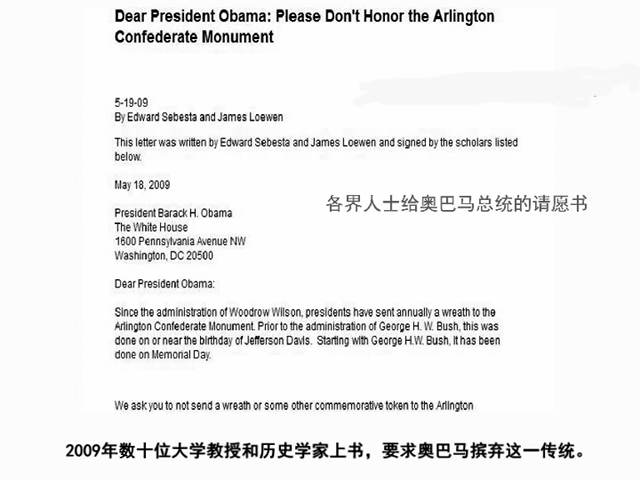 Dear President Obama: Please Don't Honor the Arlington
Confederate Monument
5-19-09
By Edward Sebesta and James Loewen
This letter was written by Edward Sebesta and James Loewen and signed by the scholars listed
below.
May 18, 2009
各界人士给奥巴马总统的请愿书
President Barack H. Obama
The White House
1600 Pennsylvania Avenue NW
Washington, DC 20500
Dear President Obama:
Since the administration of Woodrow Wilson, presidents have sent annually a wreath to the
Arlington Confederate Monument. Prior to the administration of George H. W. Bush, this was
done on or near the birthday of Jefferson Davis. Starting with George H.W. Bush, it has been
done on Memorial Day.
We ask you to not send a wreath or some other commemorative token to the Arlington
2009年数十位大学教授和历史学家上书，要求奥巴马摈弃这一传统。